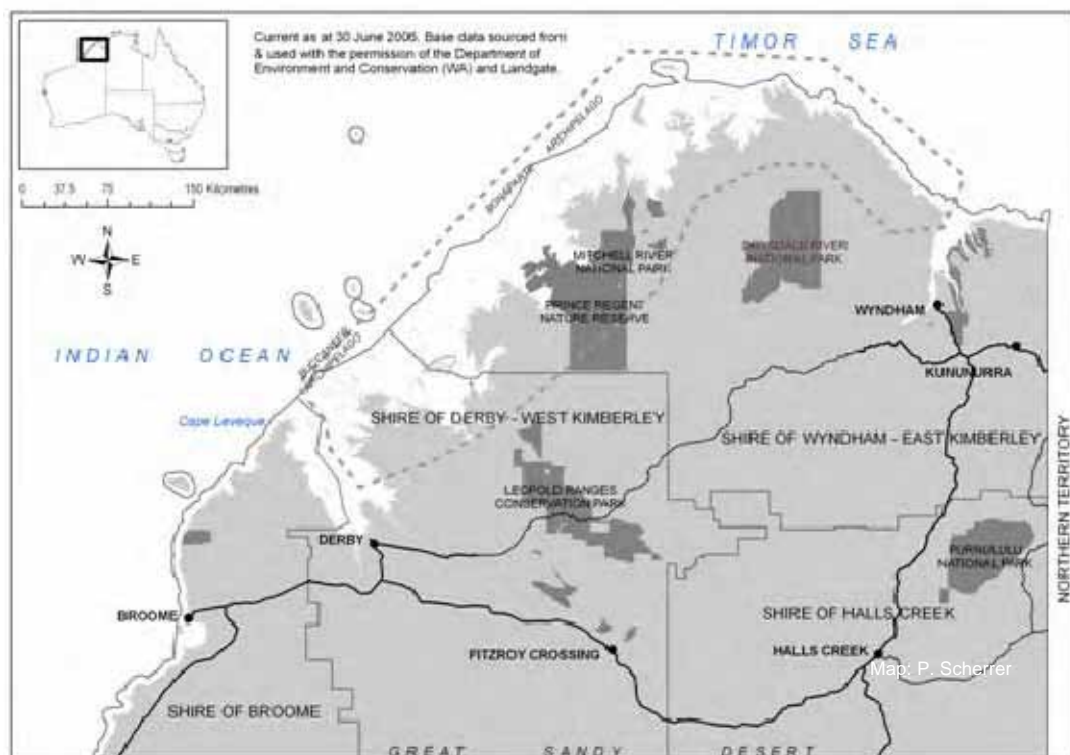 Current as at 30 June 2006. Base data sourced from
& used with the permission of the Department of
Environment and Conservation (WA) and Landgate.
TIMOR SEA
0 37.5 75 150 Kilometres
N
W E
S
BONAPARTE ARCHIPELAGO
MITCHELL RIVER
NATIONAL PARK
DRYSDALE RIVER
NATIONAL PARK
PRINCE REGENT
NATURE RESERVE
WYNDHAM
INDIAN OCEAN
BUCCANEER
ARCHIPELAGO
KUNUNURRA
Cape Leveque
SHIRE OF DERBY - WEST KIMBERLEY
SHIRE OF WYNDHAM - EAST KIMBERLEY
LEOPOLD RANGES
CONSERVATION PARK
NORTHERN TERRITORY
DERBY
PURNULULU
NATIONAL PARK
BROOME
SHIRE OF HALLS CREEK
FITZROY CROSSING
HALLS CREEK
Map: P. Scherrer
SHIRE OF BROOME
GREAT SANDY DESERT